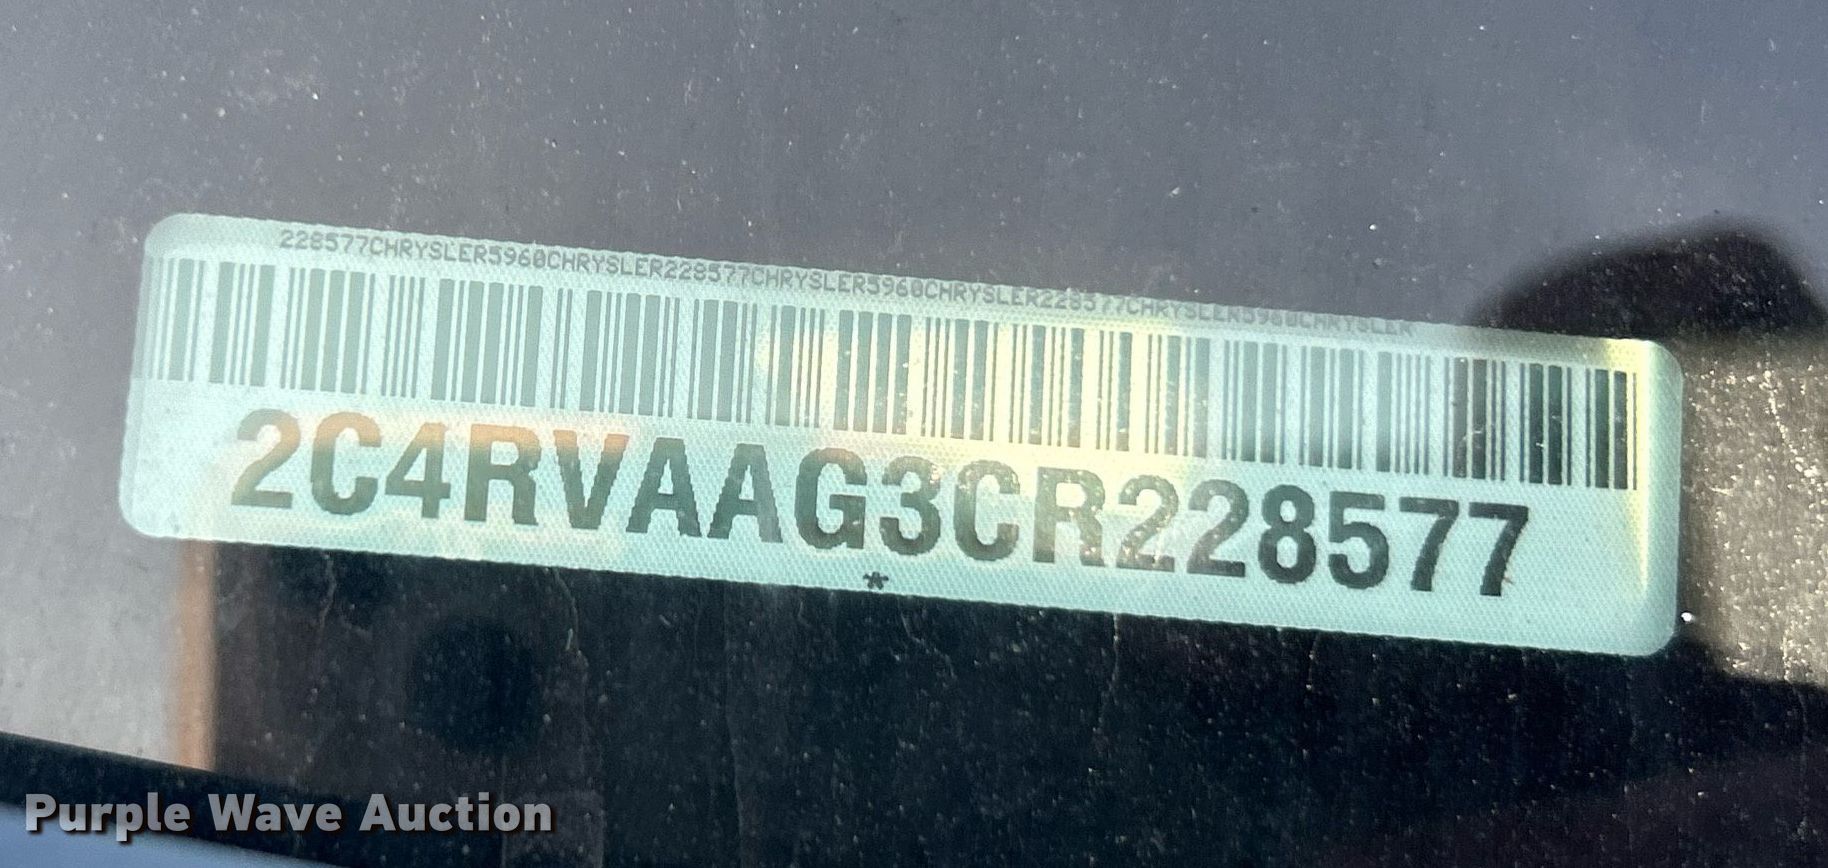 228577CHRYSLER5960CHRYSLER228577CHRYSLER5960CHRYSLER228577CHRYSLER5960CHRYSLER
2C4RVAAG3CR228577
*
Purple Wave Auction